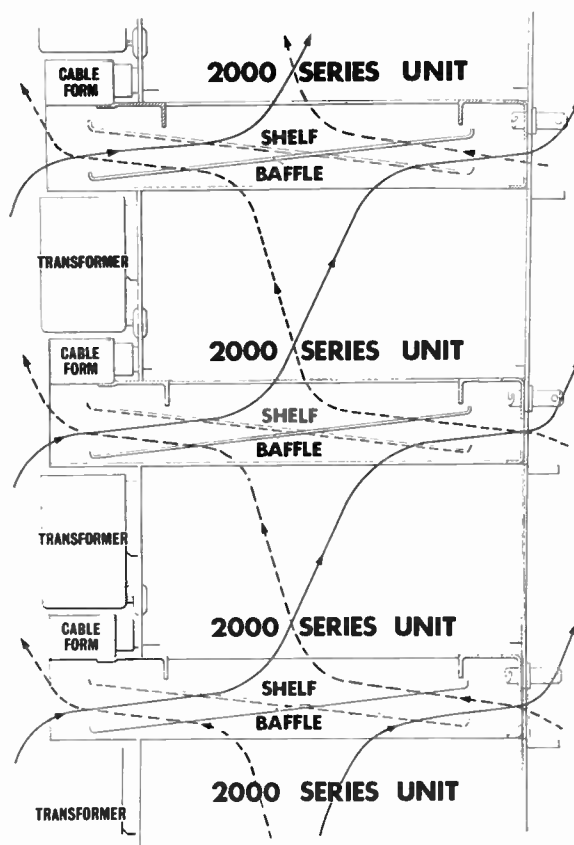 CABLE
FORM
2000 SERIES UNIT
SHELF
BAFFLE
TRANSFORMER
CABLE
FORM
2000 SERIES UNIT
SHELF
BAFFLE
TRANSFORMER
CABLE
FORM
2000 SERIES UNIT
SHELF
BAFFLE
2000 SERIES UNIT
TRANSFORMER